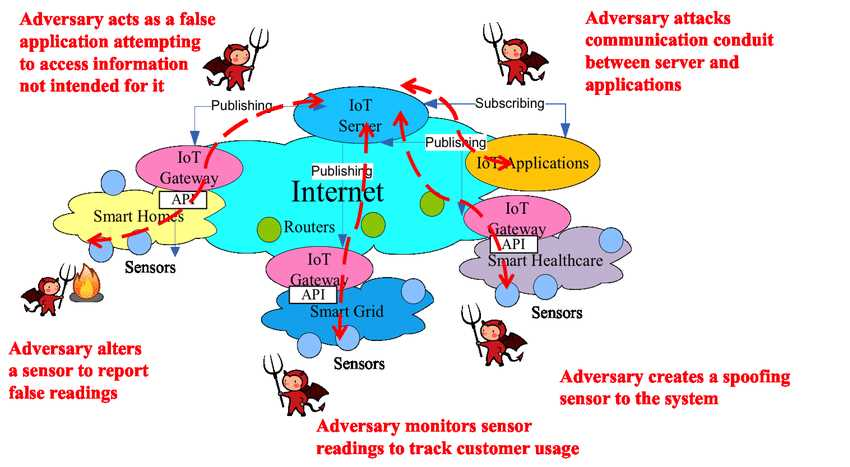 Adversary acts as a false
application attempting
to access information
not intended for it
Adversary attacks
communication conduit
between server and
applications
Publishing
IoT
Server
Subscribing
Publishing
IoT Applications
IoT
Gateway
API
Smart Homes
Sensors
Publishing
Internet
Routers
IoT
Gateway
API
Smart Grid
Sensors
IoT
Gateway
API
Smart Healthcare
Sensors
Adversary alters
a sensor to report
false readings
Adversary monitors sensor
readings to track customer usage
Adversary creates a spoofing
sensor to the system